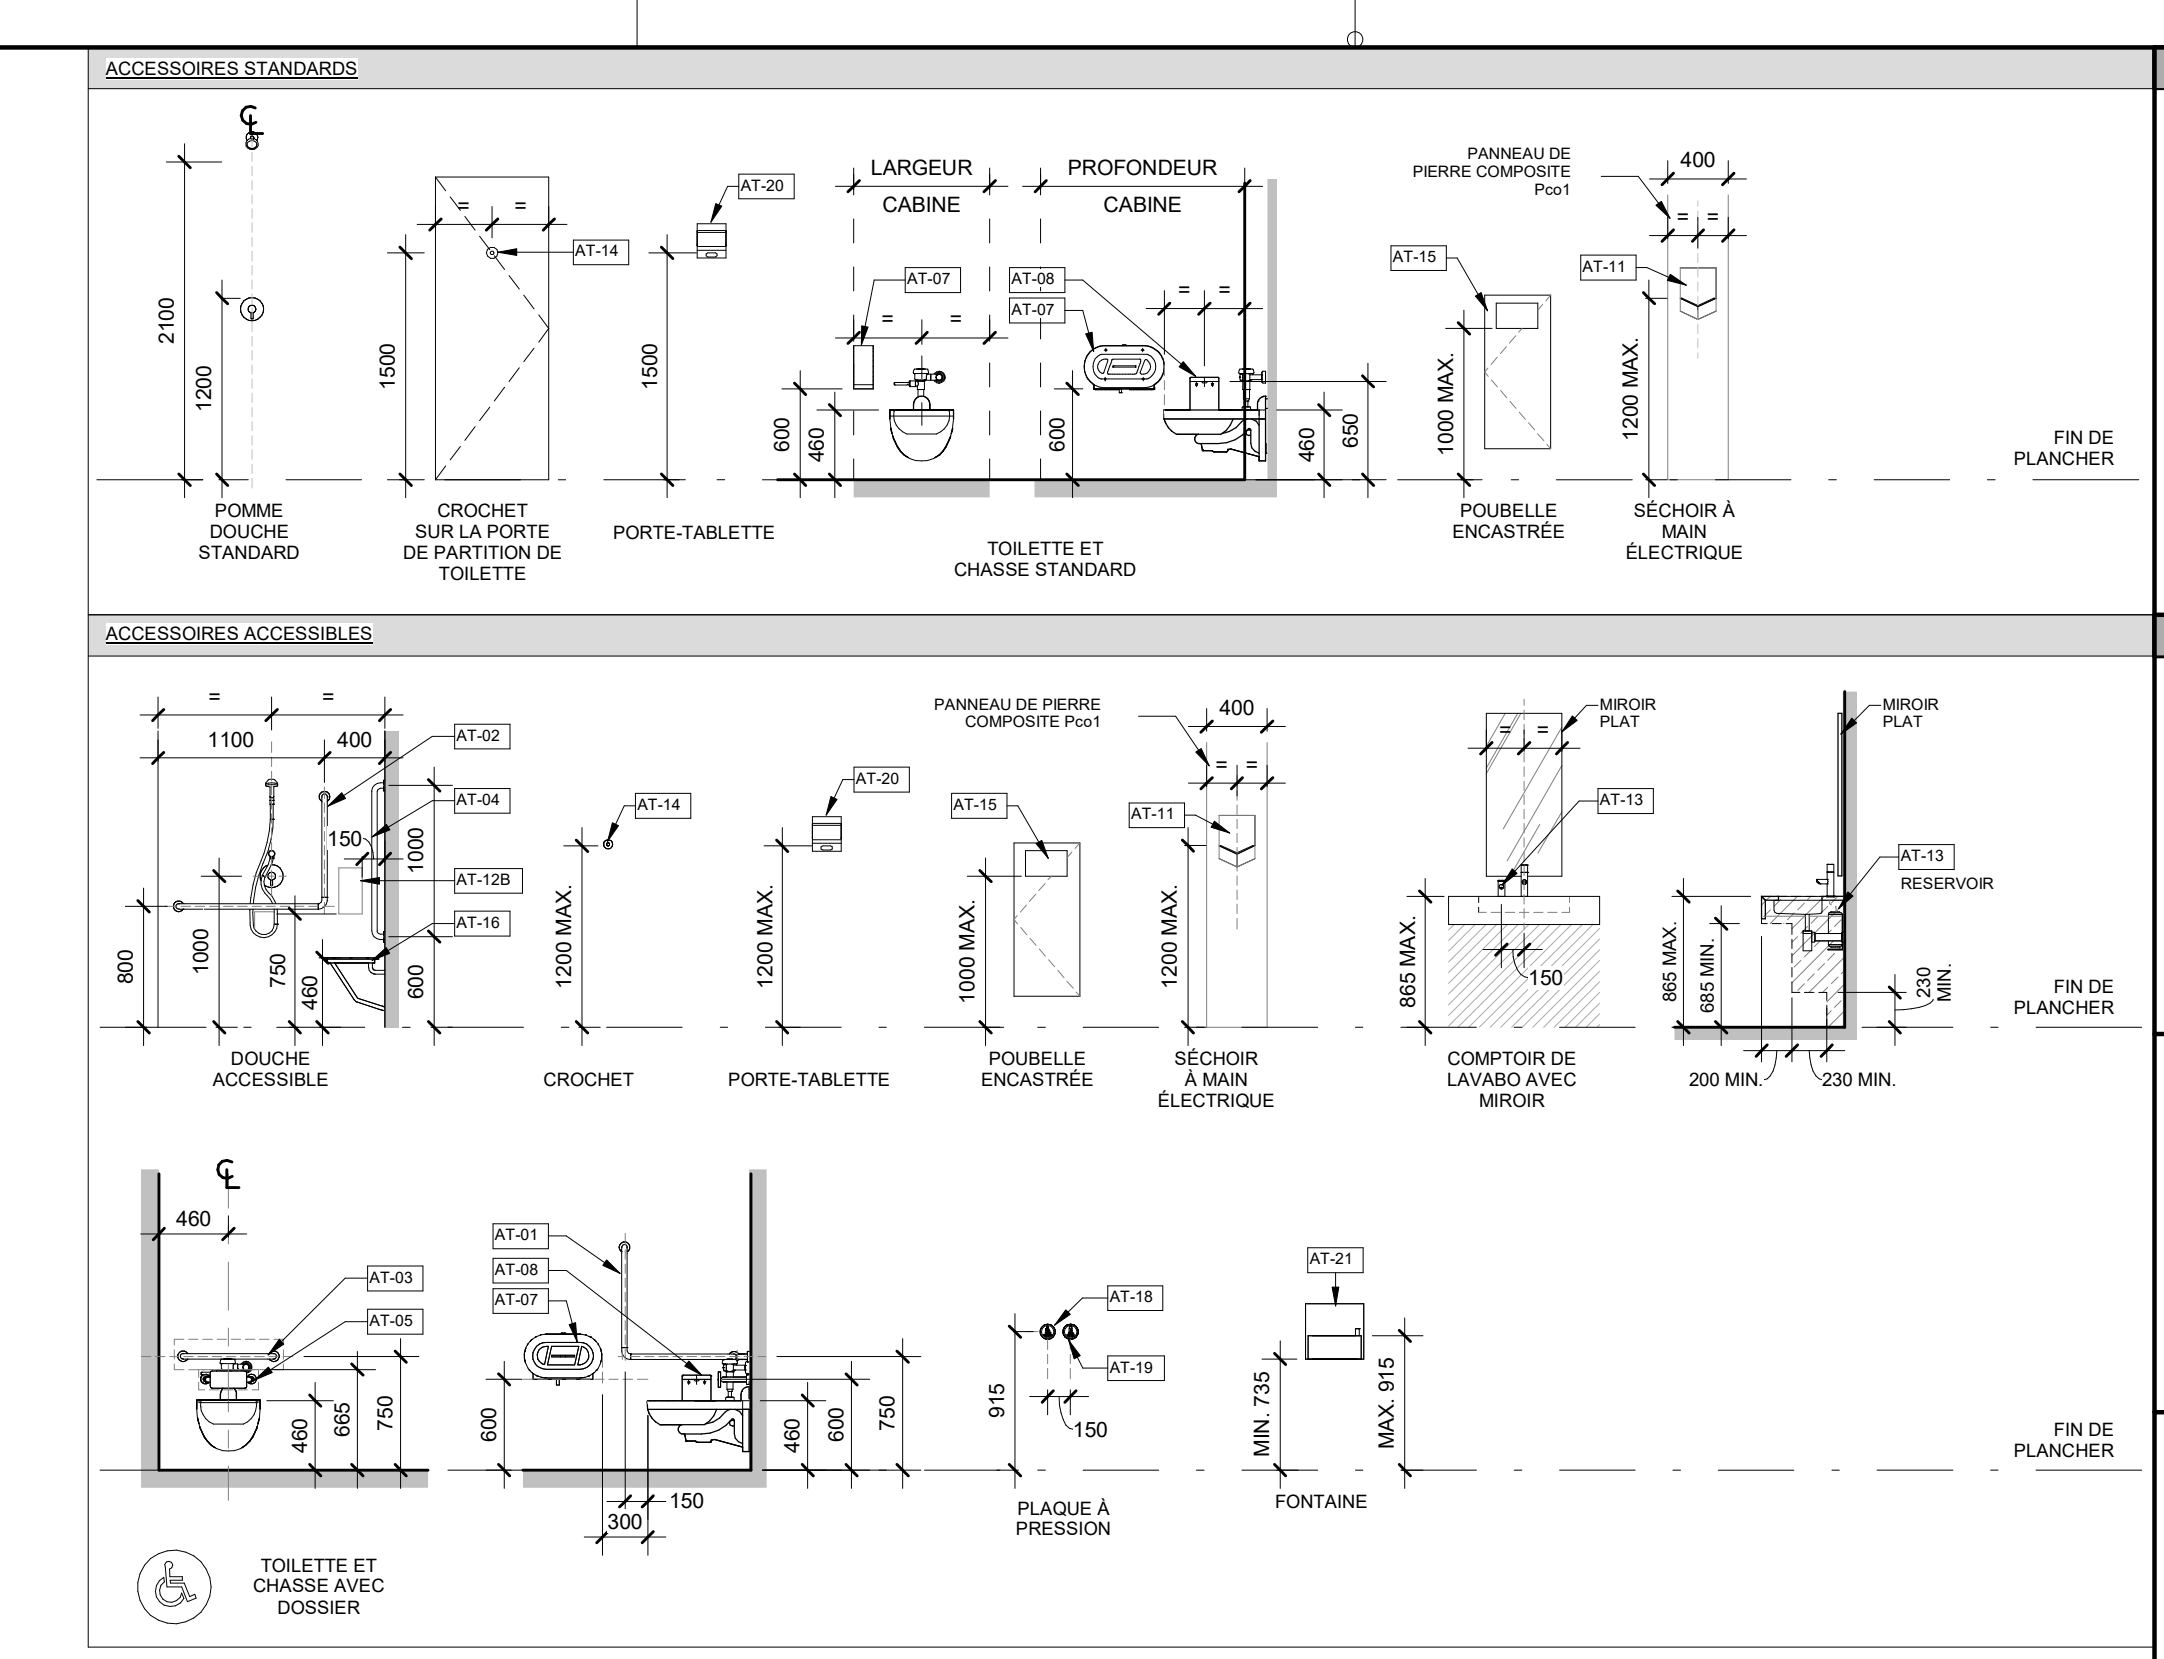 ACCESSOIRES STANDARDS
℄
2100
1200
POMME
DOUCHE
STANDARD
=
=
AT-14
1500
CROCHET
SUR LA PORTE
DE PARTITION DE
TOILETTE
AT-20
1500
PORTE-TABLETTE
LARGEUR
CABINE
PROFONDEUR
CABINE
AT-07
=
=
AT-08
AT-07
=
=
600
460
600
460
650
TOILETTE ET
CHASSE STANDARD
AT-15
1000 MAX.
POUBELLE
ENCASTRÉE
PANNEAU DE
PIERRE COMPOSITE
Pco1
400
=
=
AT-11
1200 MAX.
SÉCHOIR À
MAIN
ÉLECTRIQUE
FIN DE
PLANCHER
ACCESSOIRES ACCESSIBLES
=
=
1100
400
AT-02
AT-04
150
1000
AT-12B
AT-16
800
1000
750
460
600
DOUCHE
ACCESSIBLE
AT-14
1200 MAX.
CROCHET
AT-20
1200 MAX.
PORTE-TABLETTE
AT-15
1000 MAX.
POUBELLE
ENCASTRÉE
PANNEAU DE PIERRE
COMPOSITE Pco1
400
=
=
AT-11
1200 MAX.
SÉCHOIR
À MAIN
ÉLECTRIQUE
MIROIR
PLAT
=
=
AT-13
865 MAX.
150
COMPTOIR DE
LAVABO AVEC
MIROIR
MIROIR
PLAT
AT-13
RESERVOIR
865 MAX.
685 MIN.
230
MIN.
200 MIN.
230 MIN.
FIN DE
PLANCHER
℄
460
AT-03
AT-05
460
665
750
TOILETTE ET
CHASSE AVEC
DOSSIER
AT-01
AT-08
AT-07
600
460
600
750
150
300
AT-18
AT-19
915
150
PLAQUE À
PRESSION
AT-21
MIN. 735
MAX. 915
FONTAINE
FIN DE
PLANCHER